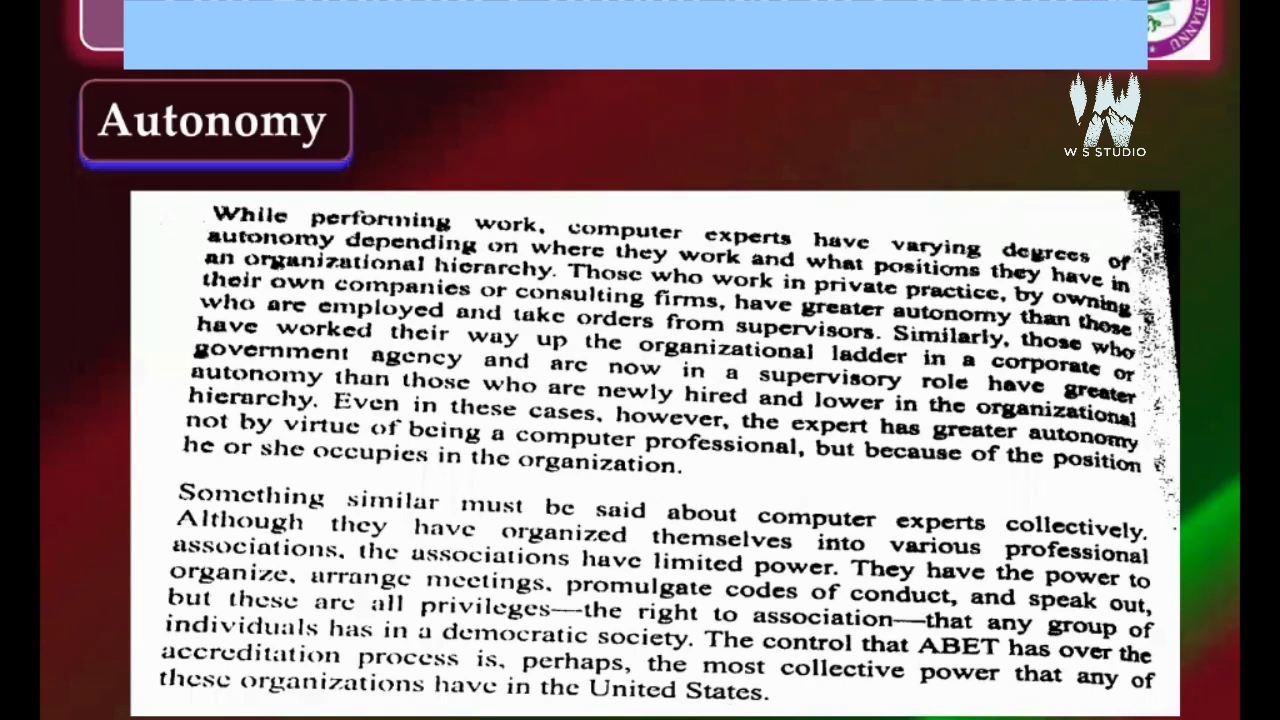 CHANNU
Autonomy
W S STUDIO
While performing work, computer experts have varying degrees of
autonomy depending on where they work and what positions they have in
an organizational hierarchy. Those who work in private practice, by owning
their own companies or consulting firms, have greater autonomy than those
who are employed and take orders from supervisors. Similarly, those who
have worked their way up the organizational ladder in a corporate or
government agency and are now in a supervisory role have greater
autonomy than those who are newly hired and lower in the organizational
hierarchy. Even in these cases, however, the expert has greater autonomy
not by virtue of being a computer professional, but because of the position
he or she occupies in the organization.
Something similar must be said about computer experts collectively.
Although they have organized themselves into various professional
associations, the associations have limited power. They have the power to
organize, arrange meetings, promulgate codes of conduct, and speak out,
but these are all privileges—the right to association—that any group of
individuals has in a democratic society. The control that ABET has over the
accreditation process is, perhaps, the most collective power that any of
these organizations have in the United States.